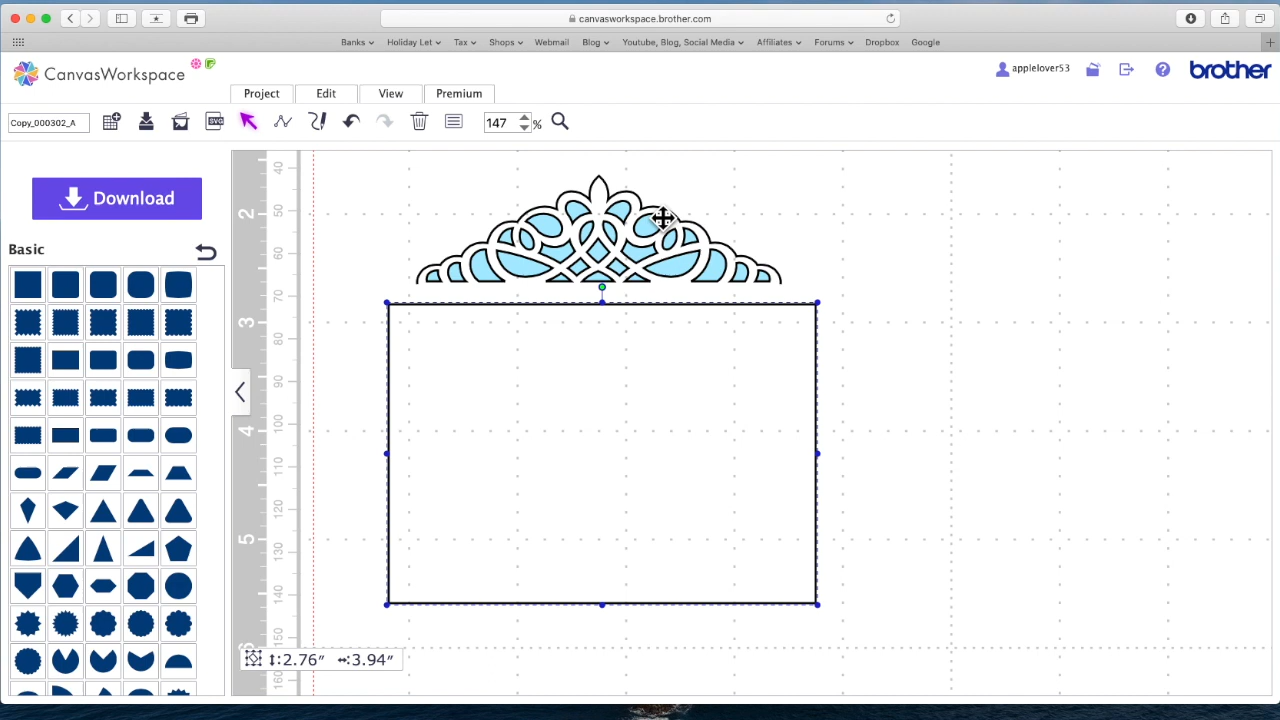 canvasworkspace.brother.com
Banks Holiday Let Tax Shops Webmail Blog Youtube, Blog, Social Media Affiliates Forums Dropbox Google
CanvasWorkspace
applelover53
brother
Project Edit View Premium
Copy_000302_A
SVG
147 %
Download
Basic
2
3
4
5
40
50
60
70
80
90
100
110
120
130
140
150
160
↕:2.76″ ↔:3.94″